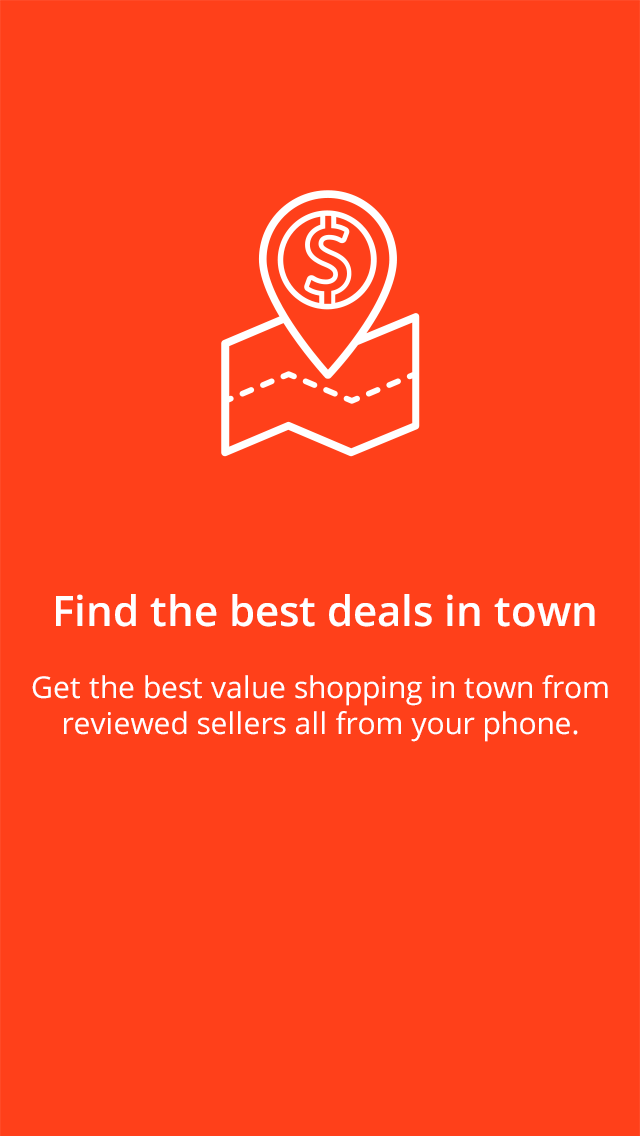 $
Find the best deals in town
Get the best value shopping in town from
reviewed sellers all from your phone.